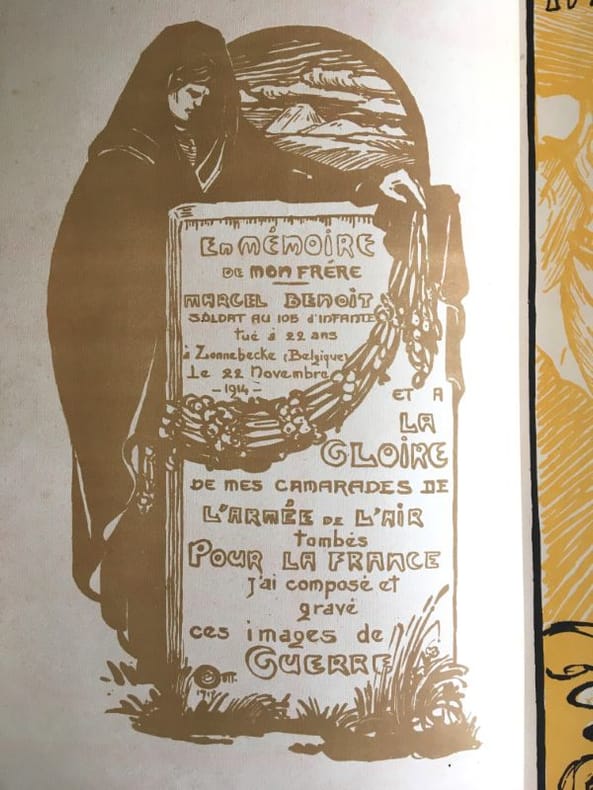 En MÉMOIRE
DE MON FRÉRE
MARCEL BENOIT
SOLDAT AU 106 d'INFANTE
tué à 22 ans
à Zonnebecke (Belgique)
Le 22 Novembre
-1914-
ET A
LA
GLOIRE
DE MES CAMARADES DE
L'ARMÉE DE L'AIR
tombés
POUR LA FRANCE
J'ai composé et
gravé
ces images de
GUERRE